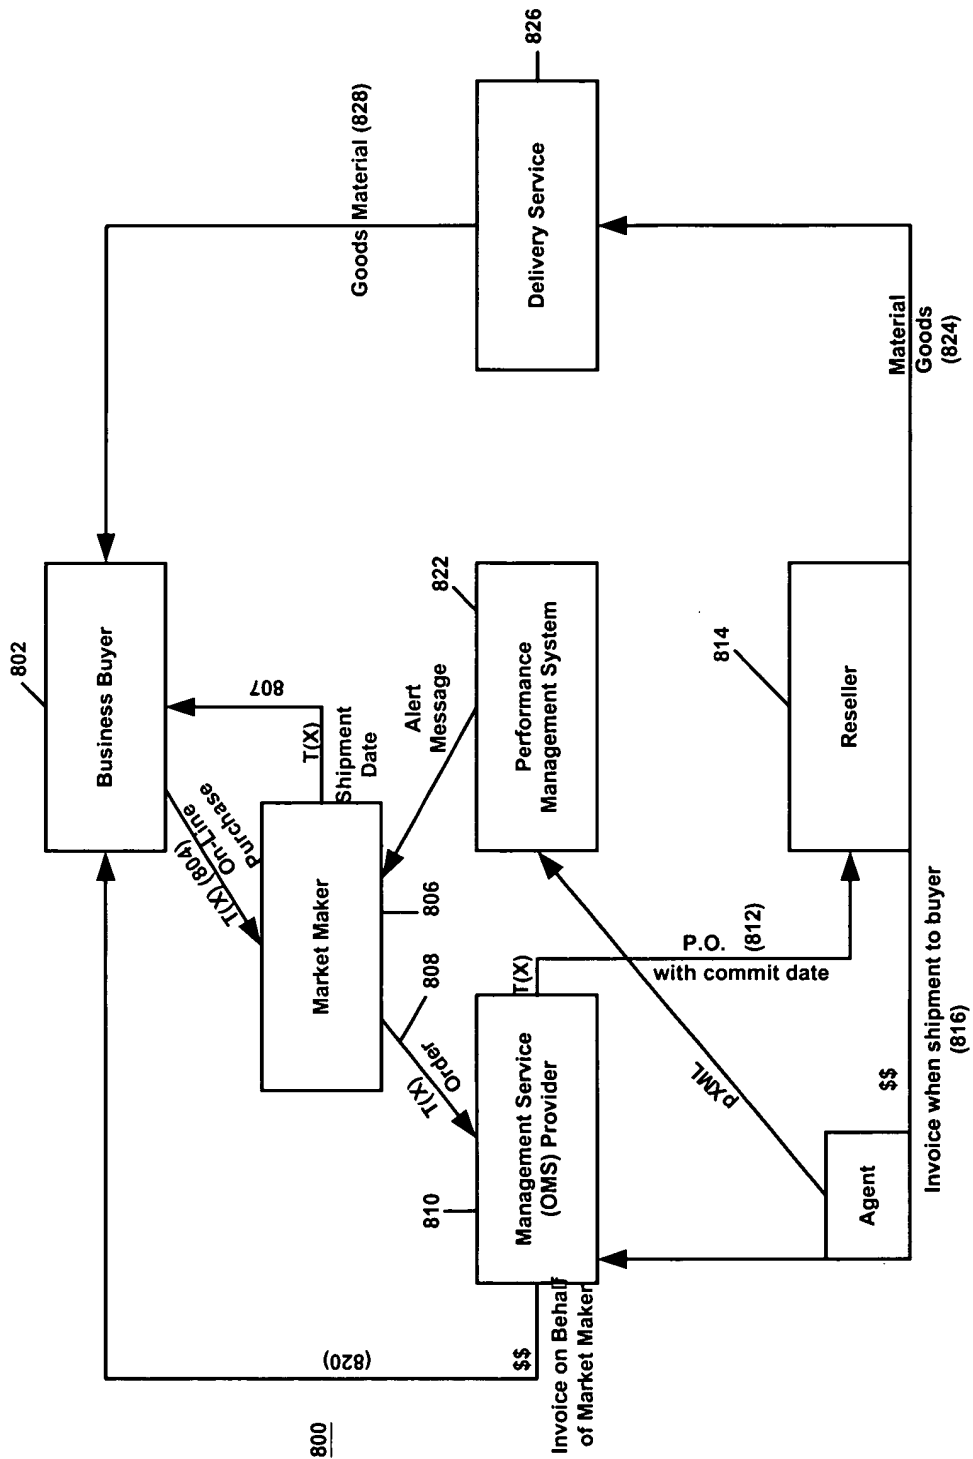 800
802
Business Buyer
(820)
807
T(X)
Shipment
Date
On-Line
Purchase
T(X) (804)
Market Maker
806
808
Order
T(X)
Alert
Message
822
Performance
Management System
Goods Material (828)
826
Delivery Service
810
Management Service
(OMS) Provider
$$
Invoice on Behalf
of Market Maker
T(X)
P.O.
(812)
with commit date
pXML
814
Reseller
Agent
$$
Invoice when shipment to buyer
(816)
Material
Goods
(824)